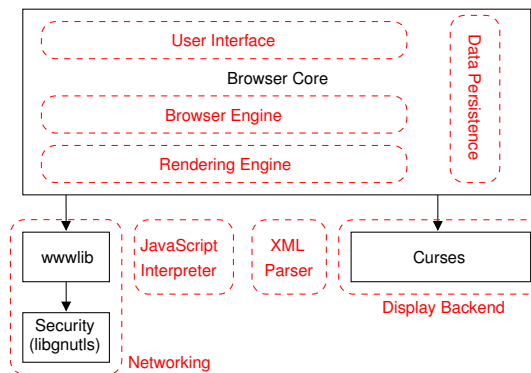 User Interface
Data Persistence
Browser Core
Browser Engine
Rendering Engine
wwwlib
JavaScript
Interpreter
XML
Parser
Curses
Security
(libgnutls)
Display Backend
Networking